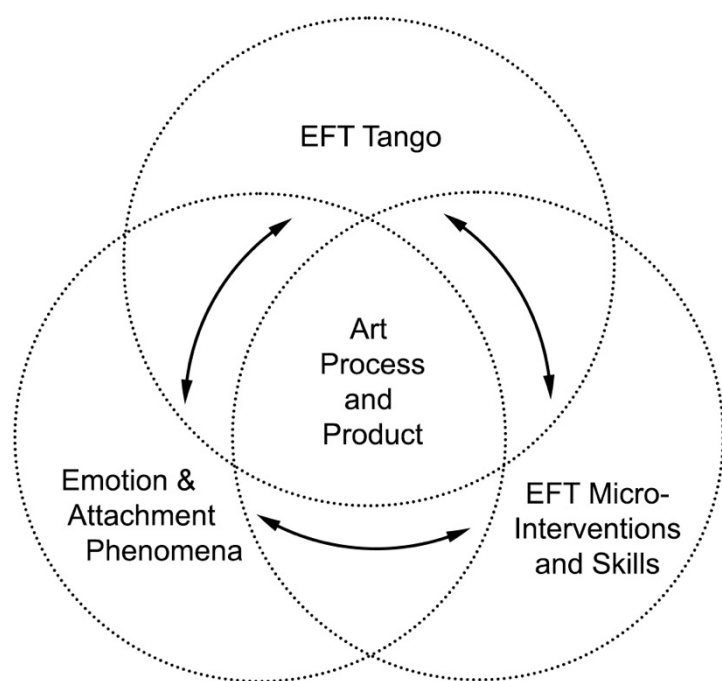 EFT Tango
Art
Process
and
Product
Emotion &
Attachment
Phenomena
EFT Micro-
Interventions
and Skills